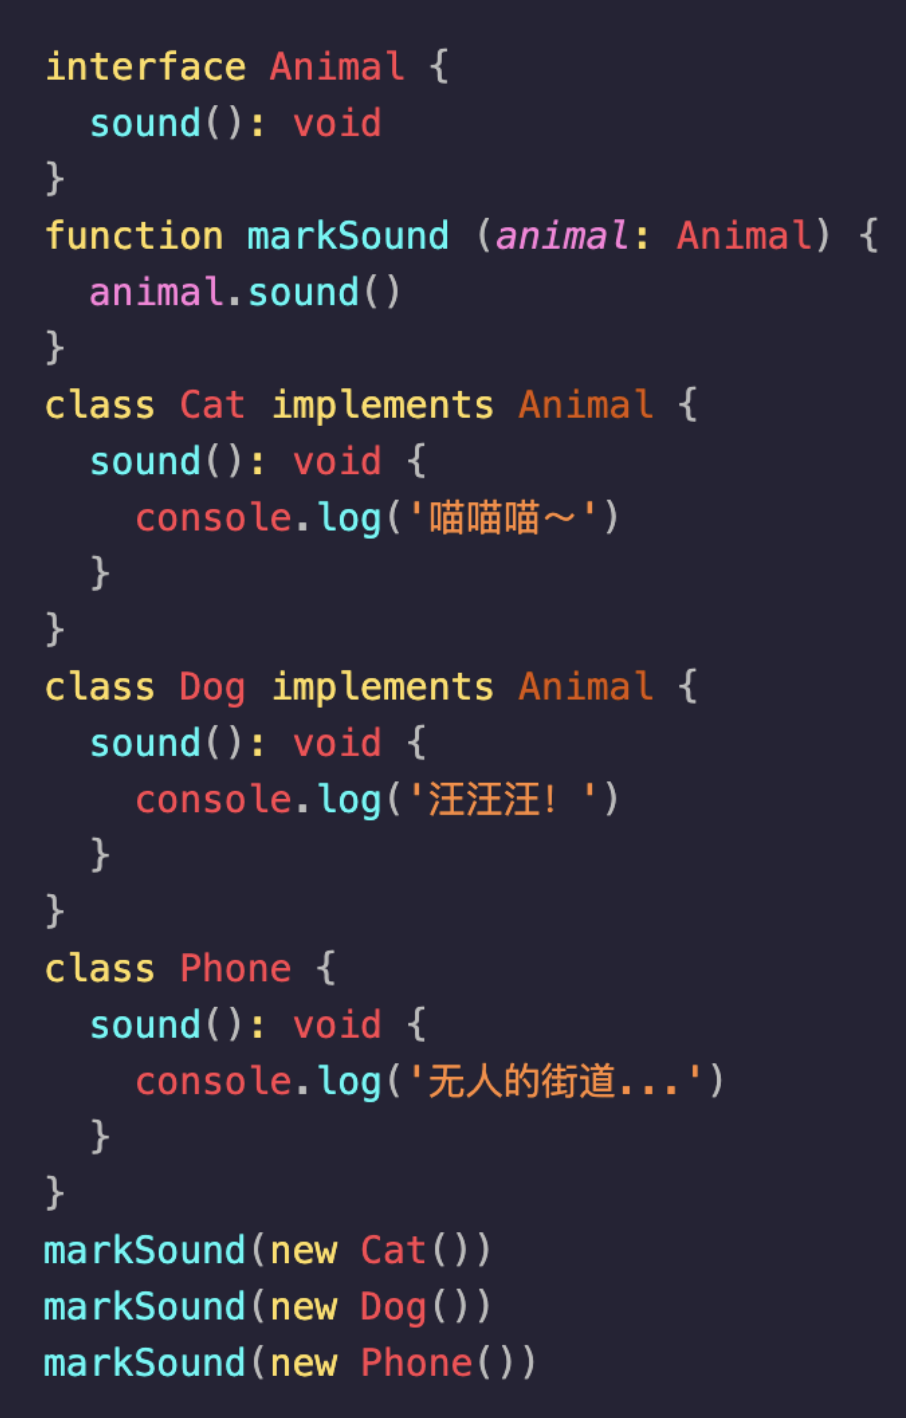 interface Animal {
  sound(): void
}
function markSound (animal: Animal) {
  animal.sound()
}
class Cat implements Animal {
  sound(): void {
    console.log('喵喵喵～')
  }
}
class Dog implements Animal {
  sound(): void {
    console.log('汪汪汪！')
  }
}
class Phone {
  sound(): void {
    console.log('无人的街道...')
  }
}
markSound(new Cat())
markSound(new Dog())
markSound(new Phone())